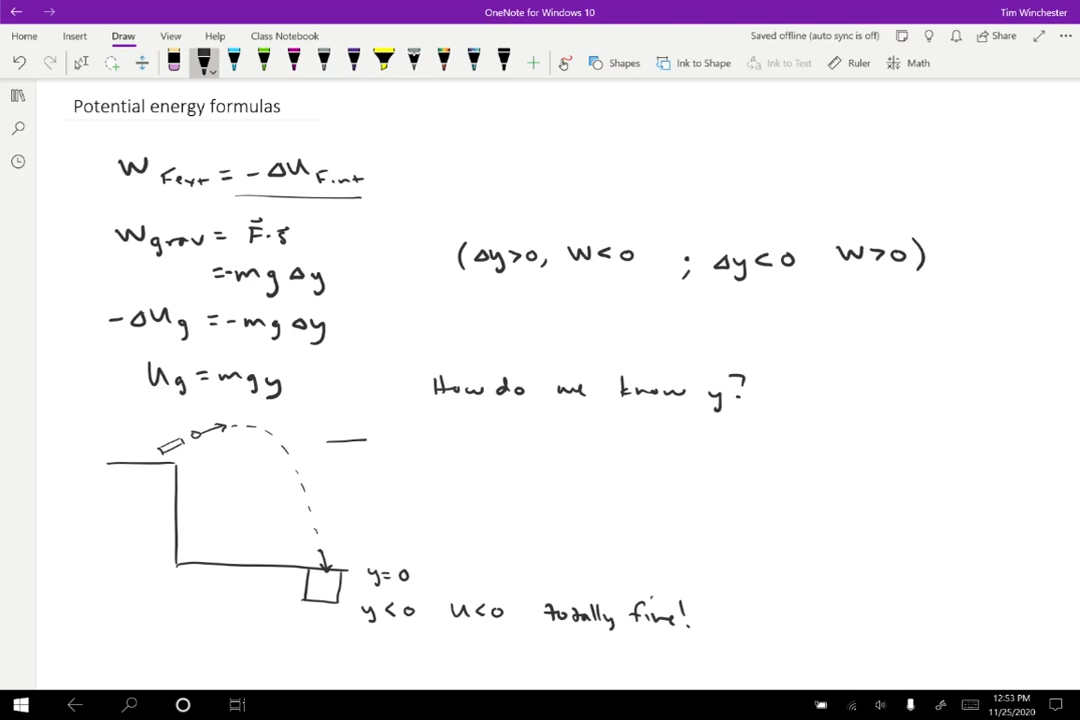 OneNote for Windows 10
Tim Winchester
Home Insert Draw View Help Class Notebook
Saved offline (auto sync is off) Share
Shapes Ink to Shape Ink to Text Ruler Math
Potential energy formulas
W Fext = - ΔU F.int
Wgrav = F⃗·s⃗
(Δy>0, W<0 ; Δy<0 W>0)
=-mg Δy
-ΔUg = -mg Δy
Ug = mgy
How do we know y?
y=0
y<0 U<0 totally fine!
12:53 PM
11/25/2020